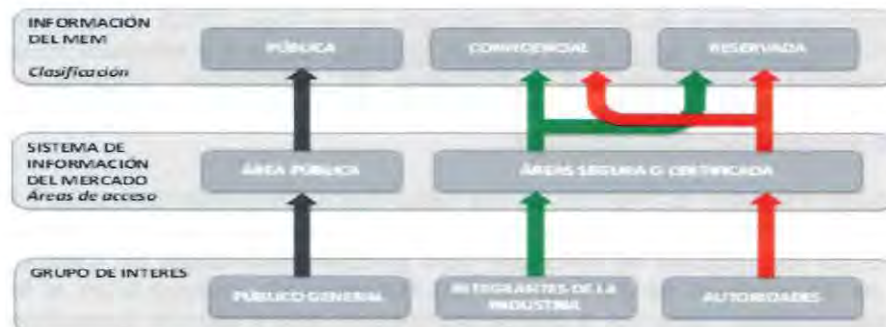 INFORMACIÓN
DEL MEM
Clasificación
PÚBLICA
CONFIDENCIAL
RESERVADA
SISTEMA DE
INFORMACIÓN
DEL MERCADO
Áreas de acceso
ÁREA PÚBLICA
ÁREAS SEGURA O CERTIFICADA
GRUPO DE INTERES
PÚBLICO GENERAL
INTEGRANTES DE LA
INDUSTRIA
AUTORIDADES